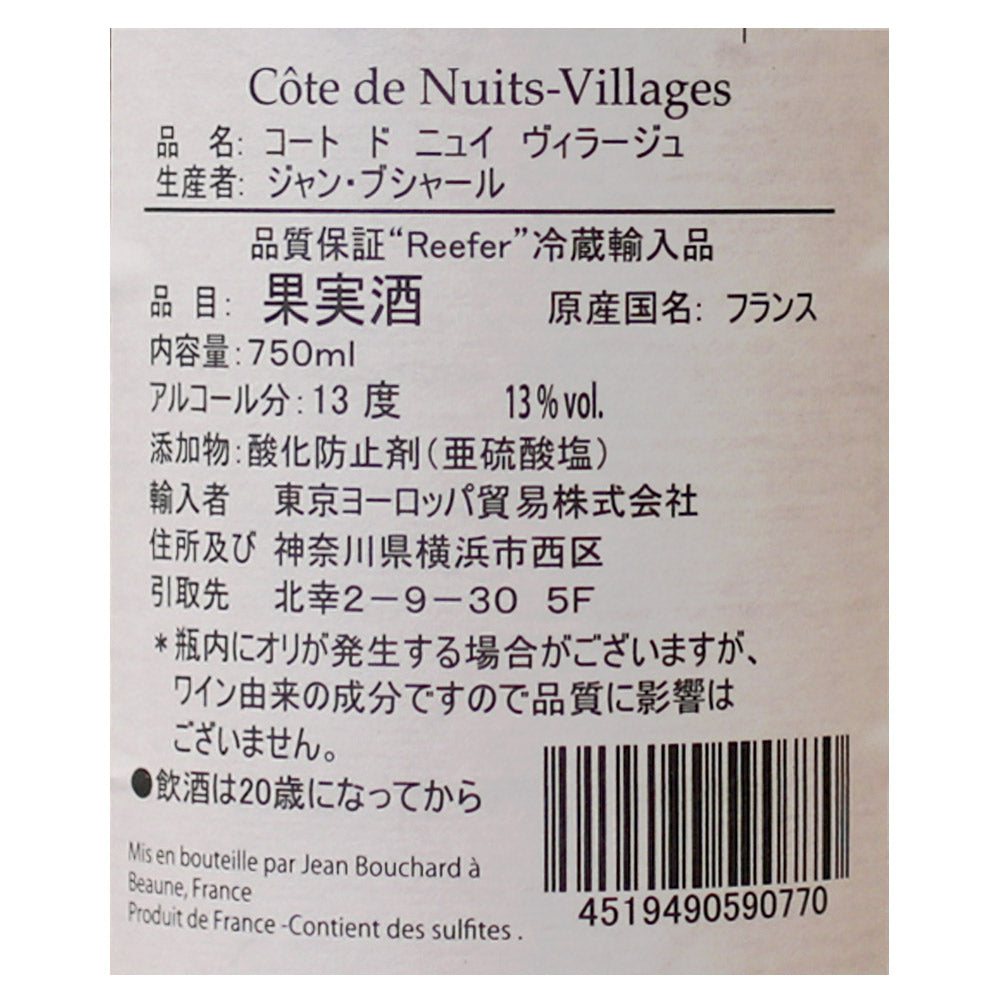 Côte de Nuits-Villages
品 名: コート ド ニュイ ヴィラージュ
生産者: ジャン・ブシャール
品質保証“Reefer”冷蔵輸入品
品 目: 果実酒 原産国名: フランス
内容量:750ml
アルコール分:13 度 13%vol.
添加物:酸化防止剤(亜硫酸塩)
輸入者 東京ヨーロッパ貿易株式会社
住所及び 神奈川県横浜市西区
引取先 北幸2-9-30 5F
*瓶内にオリが発生する場合がございますが、
ワイン由来の成分ですので品質に影響は
ございません。
●飲酒は20歳になってから
Mis en bouteille par Jean Bouchard à
Beaune, France
Produit de France -Contient des sulfites .
4519490590770